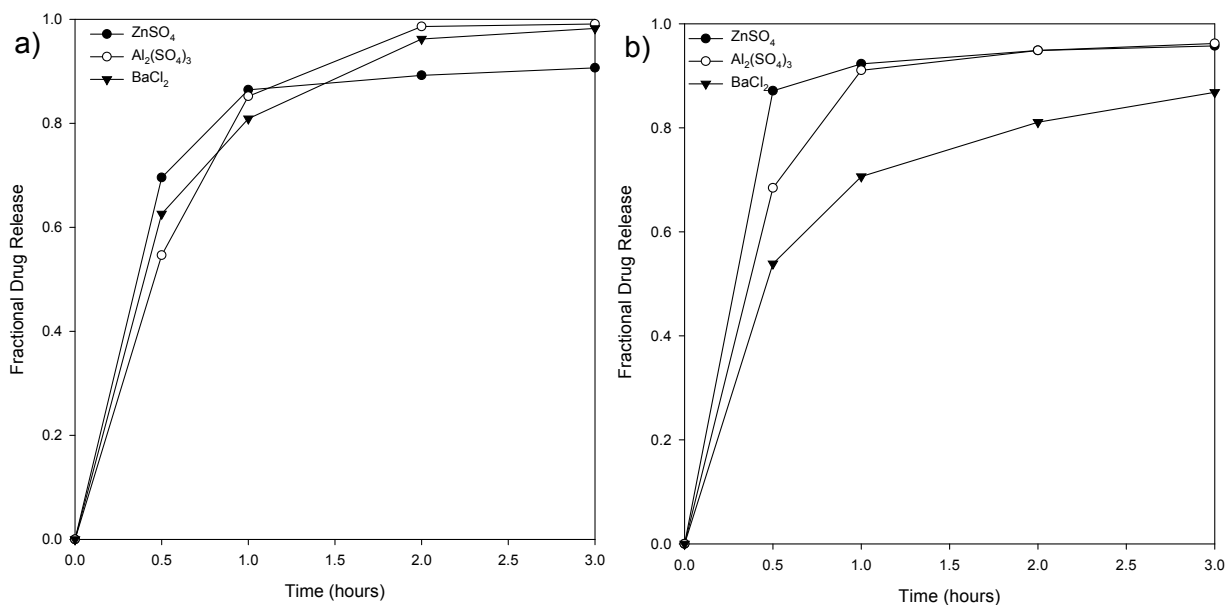 a)
ZnSO₄
Al₂(SO₄)₃
BaCl₂
Fractional Drug Release
1.0
0.8
0.6
0.4
0.2
0.0
0.0 0.5 1.0 1.5 2.0 2.5 3.0
Time (hours)
b)
ZnSO₄
Al₂(SO₄)₃
BaCl₂
Fractional Drug Release
1.0
0.8
0.6
0.4
0.2
0.0
0.0 0.5 1.0 1.5 2.0 2.5 3.0
Time (hours)